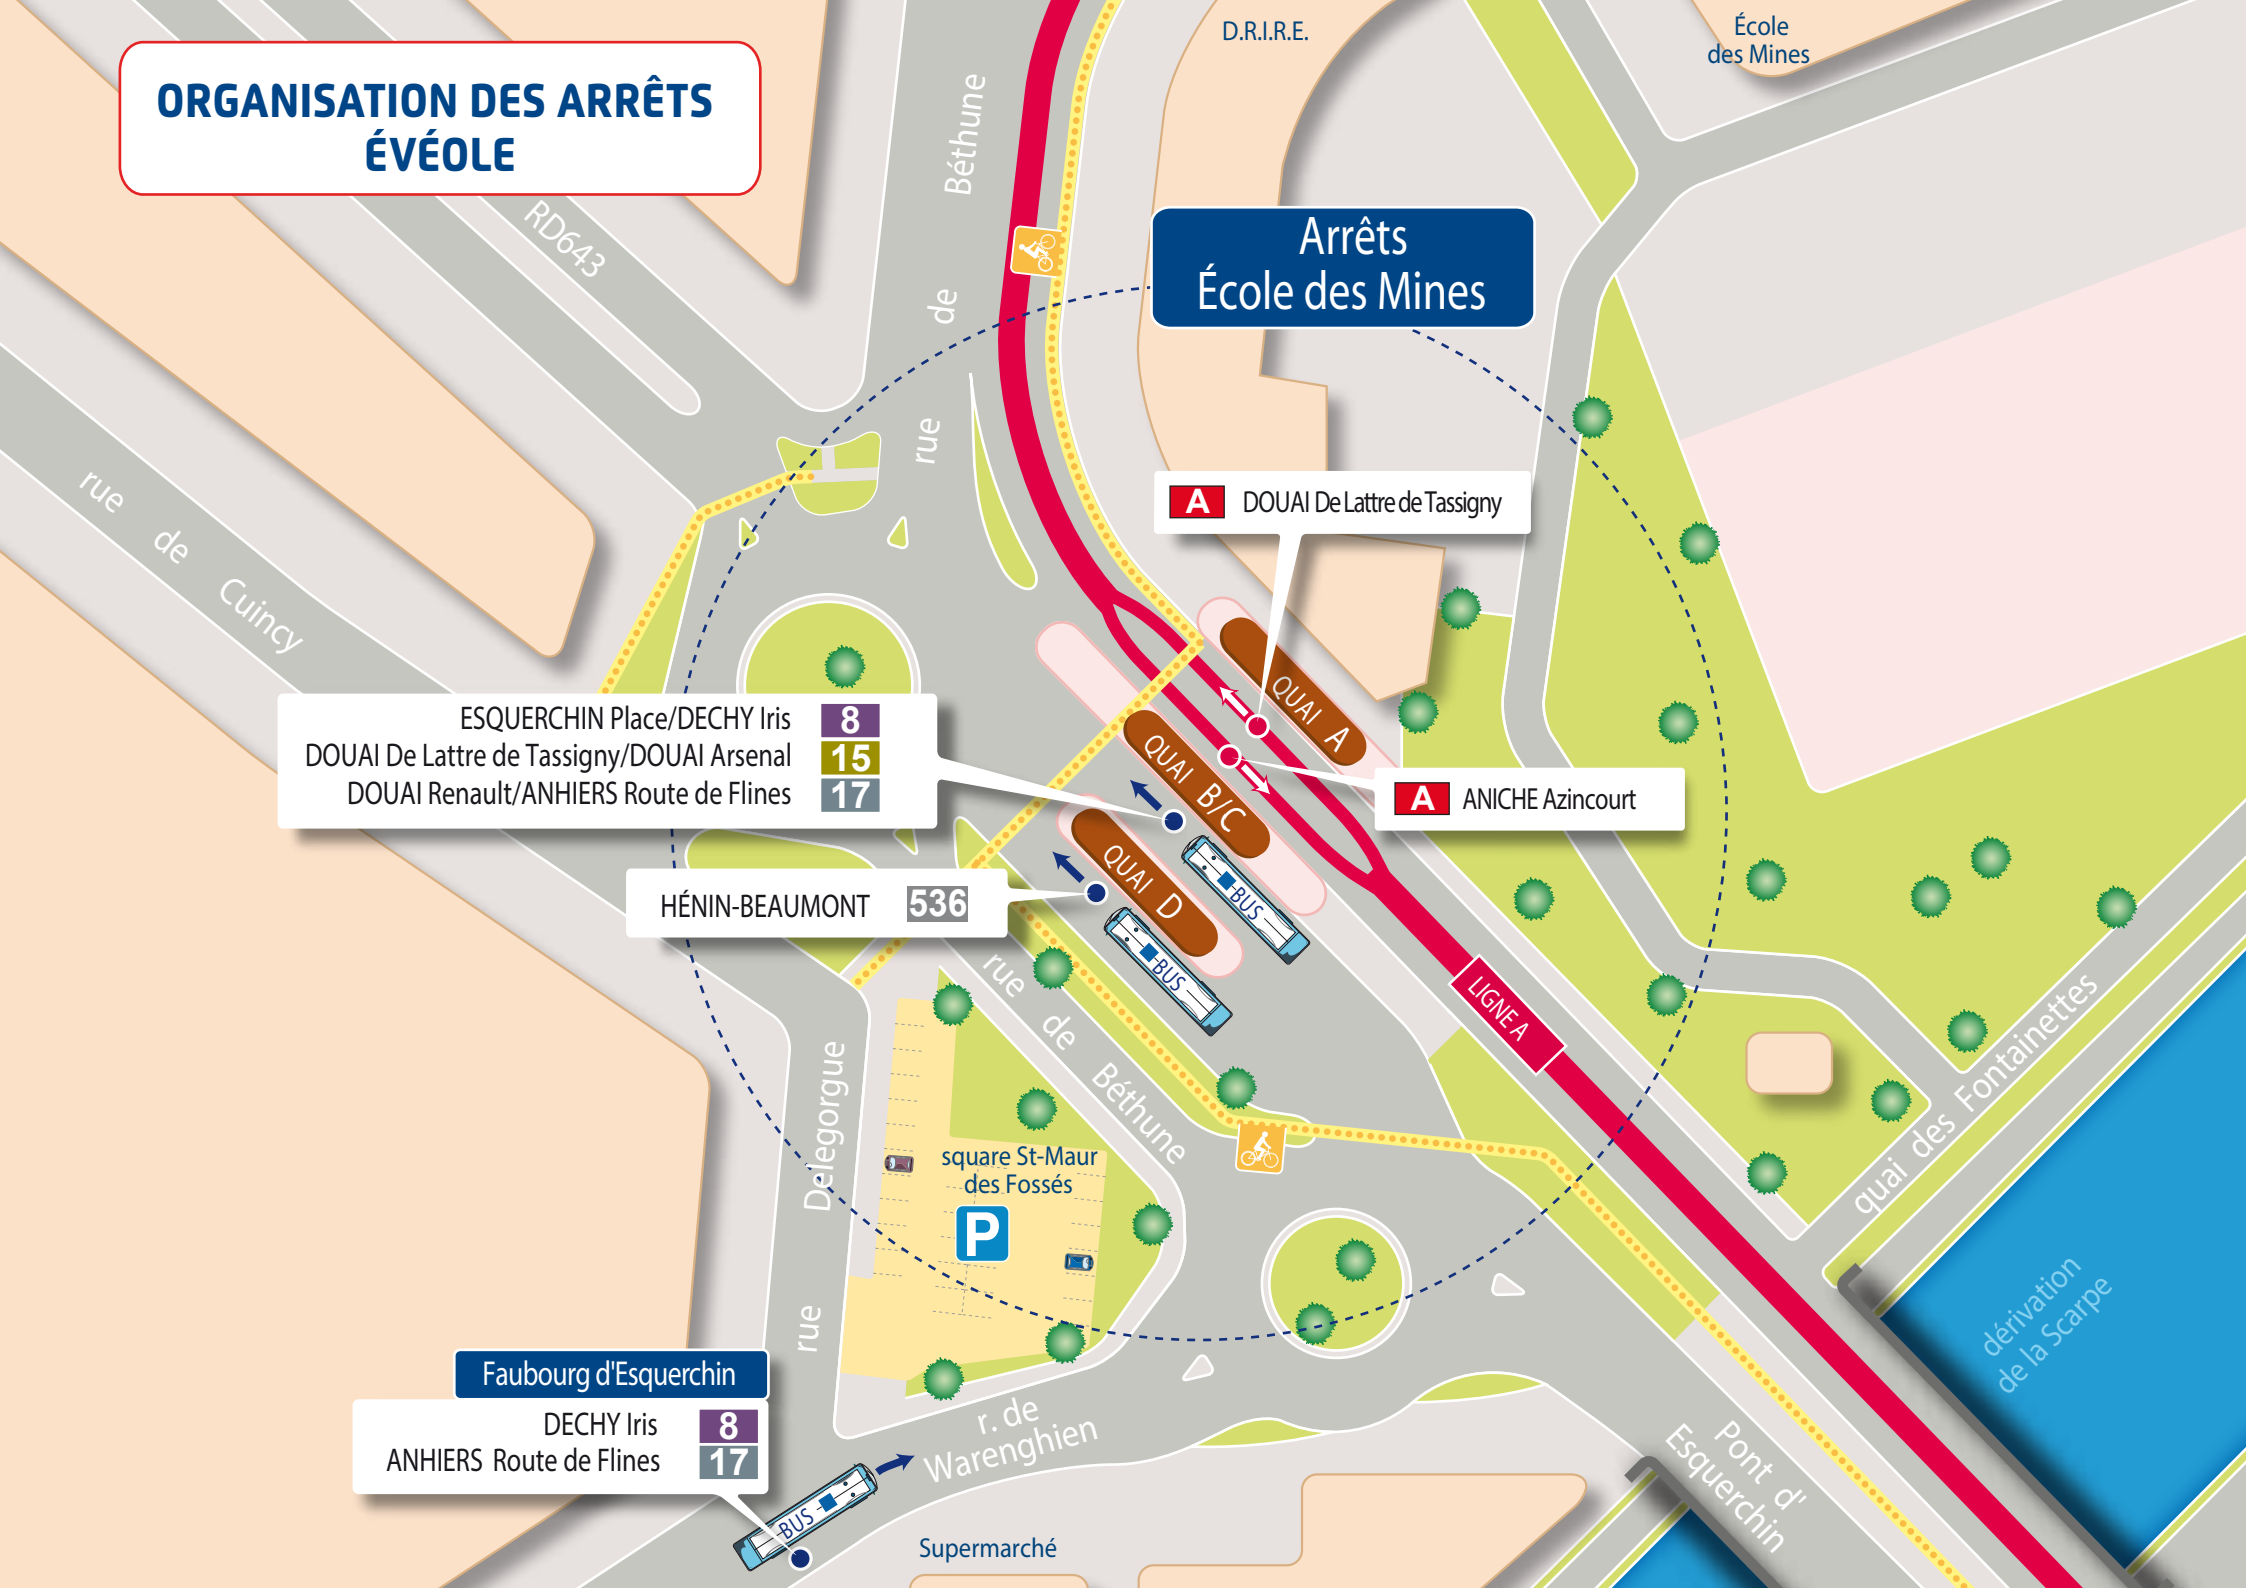 ORGANISATION DES ARRÊTS
ÉVÉOLE
D.R.I.R.E.
École
des Mines
rue de Béthune
RD643
Arrêts
École des Mines
rue de Cuincy
A DOUAI De Lattre de Tassigny
QUAI A
ESQUERCHIN Place/DECHY Iris 8
DOUAI De Lattre de Tassigny/DOUAI Arsenal 15
DOUAI Renault/ANHIERS Route de Flines 17
QUAI B/C
A ANICHE Azincourt
HÉNIN-BEAUMONT 536
QUAI D
BUS
BUS
LIGNE A
rue de Béthune
rue Delegorgue
square St-Maur
des Fossés
P
quai des Fontainettes
dérivation
de la Scarpe
Faubourg d'Esquerchin
DECHY Iris 8
ANHIERS Route de Flines 17
BUS
r. de
Warenghien
Pont d'
Esquerchin
Supermarché